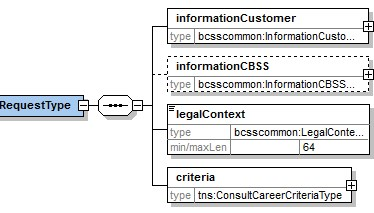 informationCustomer
type bcsscommon:InformationCusto...
informationCBSS
type bcsscommon:InformationCBSS...
RequestType
legalContext
type bcsscommon:LegalConte...
min/maxLen 64
criteria
type tns:ConsultCareerCriteriaType